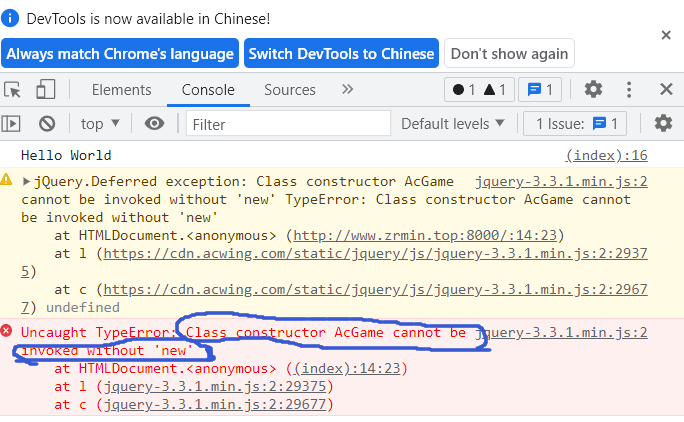 DevTools is now available in Chinese!
Always match Chrome's language Switch DevTools to Chinese Don't show again
Elements Console Sources » 1 1 1
top Filter Default levels 1 Issue: 1
Hello World (index):16
jQuery.Deferred exception: Class constructor AcGame jquery-3.3.1.min.js:2
cannot be invoked without 'new' TypeError: Class constructor AcGame cannot
be invoked without 'new'
at HTMLDocument.<anonymous> (http://www.zrmin.top:8000/:14:23)
at l (https://cdn.acwing.com/static/jquery/js/jquery-3.3.1.min.js:2:2937
5)
at c (https://cdn.acwing.com/static/jquery/js/jquery-3.3.1.min.js:2:2967
7) undefined
Uncaught TypeError: Class constructor AcGame cannot be jquery-3.3.1.min.js:2
invoked without 'new'
at HTMLDocument.<anonymous> ((index):14:23)
at l (jquery-3.3.1.min.js:2:29375)
at c (jquery-3.3.1.min.js:2:29677)